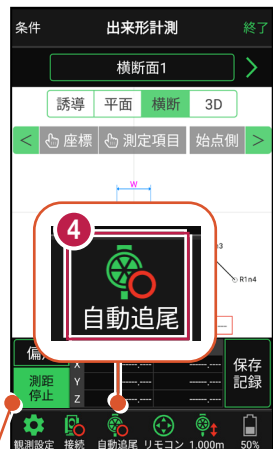 条件 出来形計測 終了
横断面1 >
誘導 平面 横断 3D
< 座標 測定項目 始点側 >
W
4
n3
自動追尾
R1n4
偏
X
測距停止 Y 保存記録
Z
観測設定 接続 自動追尾 リモコン 1.000m 50%